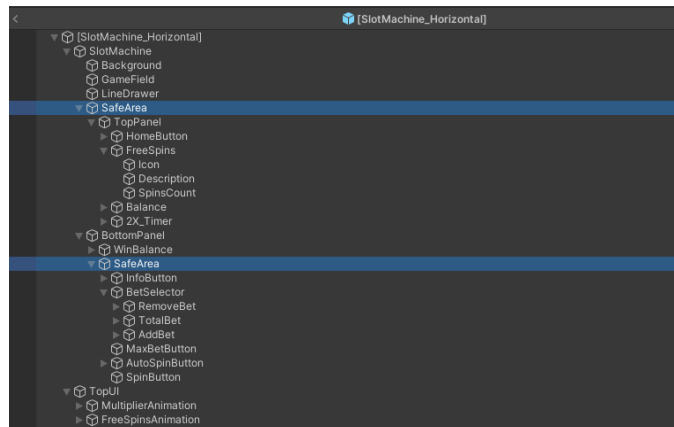 [SlotMachine_Horizontal]
[SlotMachine_Horizontal]
SlotMachine
Background
GameField
LineDrawer
SafeArea
TopPanel
HomeButton
FreeSpins
Icon
Description
SpinsCount
Balance
2X_Timer
BottomPanel
WinBalance
SafeArea
InfoButton
BetSelector
RemoveBet
TotalBet
AddBet
MaxBetButton
AutoSpinButton
SpinButton
TopUI
MultiplierAnimation
FreeSpinsAnimation